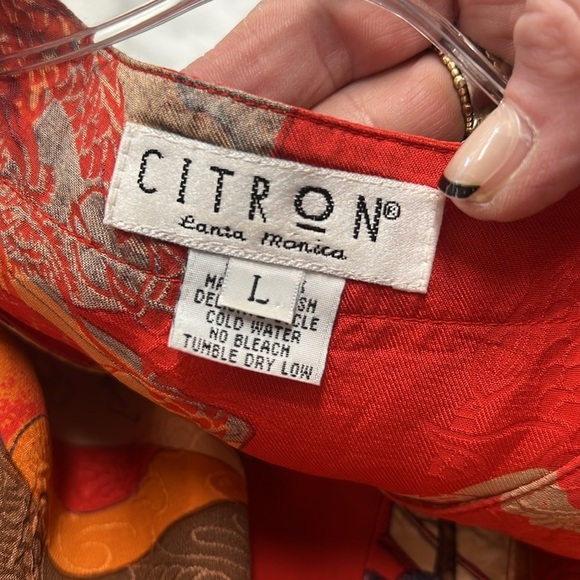 CITRON®
Santa Monica
L
COLD WATER
NO BLEACH
TUMBLE DRY LOW